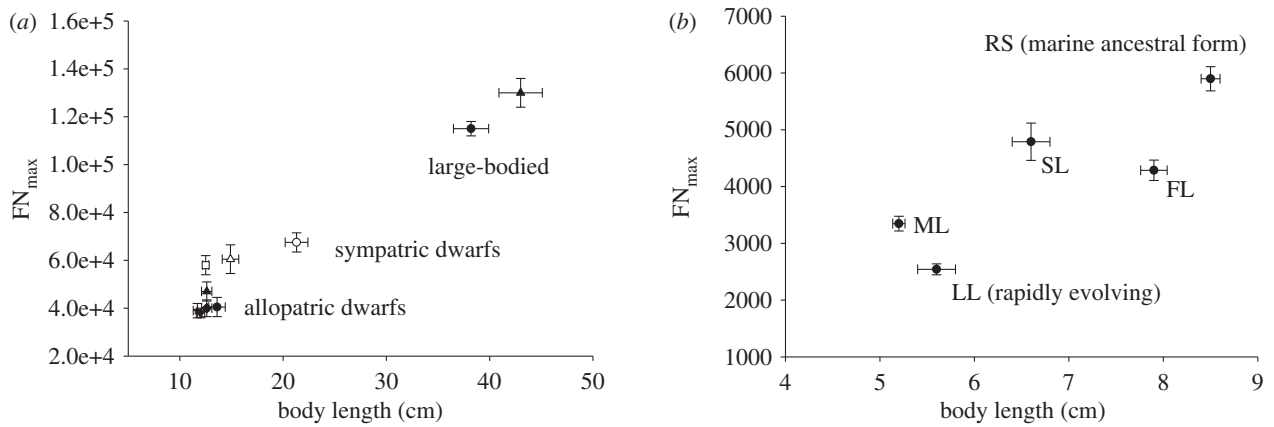 (a)
1.6e+5
1.4e+5
1.2e+5
1.0e+5
8.0e+4
6.0e+4
4.0e+4
2.0e+4
FNmax
large-bodied
sympatric dwarfs
allopatric dwarfs
10 20 30 40 50
body length (cm)
(b)
7000
6000
5000
4000
3000
2000
1000
FNmax
RS (marine ancestral form)
SL
FL
ML
LL (rapidly evolving)
4 5 6 7 8 9
body length (cm)